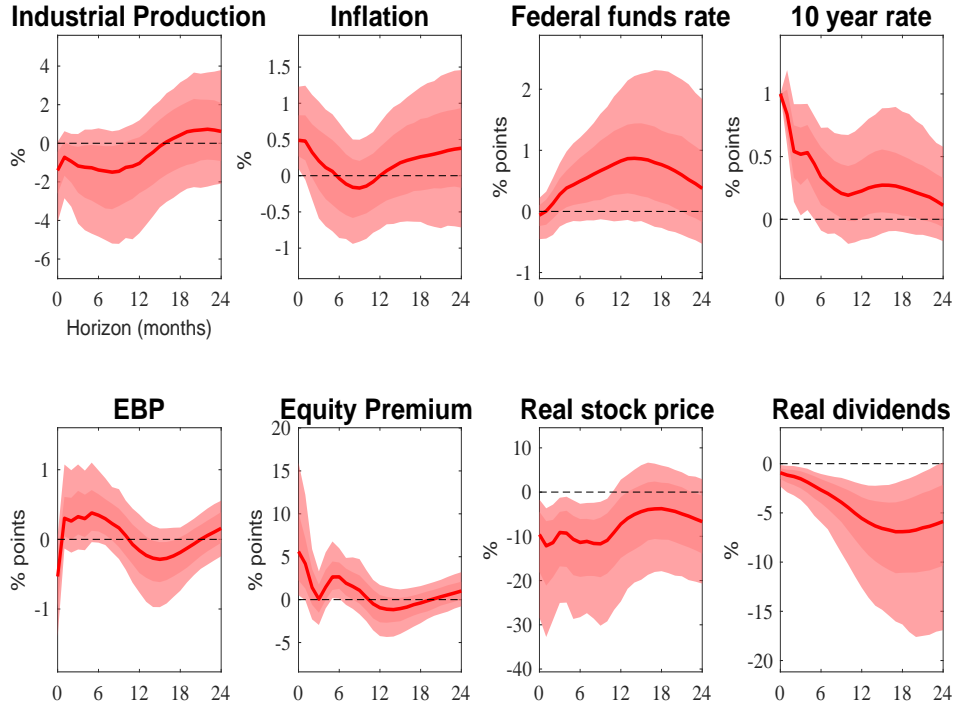 Industrial Production
%
4
2
0
-2
-4
-6
0 6 12 18 24
Horizon (months)
Inflation
%
1.5
1
0.5
0
-0.5
-1
0 6 12 18 24
Federal funds rate
% points
2
1
0
-1
0 6 12 18 24
10 year rate
% points
1
0.5
0
0 6 12 18 24
EBP
% points
1
0
-1
0 6 12 18 24
Equity Premium
% points
20
15
10
5
0
-5
0 6 12 18 24
Real stock price
%
10
0
-10
-20
-30
-40
0 6 12 18 24
Real dividends
%
0
-5
-10
-15
-20
0 6 12 18 24